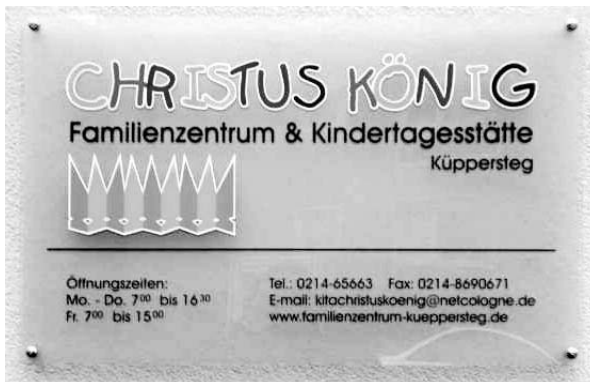 CHRISTUS KÖNIG
Familienzentrum & Kindertagesstätte
Küppersteg
Öffnungszeiten:
Mo. - Do. 7⁰⁰ bis 16³⁰
Fr. 7⁰⁰ bis 15⁰⁰
Tel.: 0214-65663 Fax: 0214-8690671
E-mail: kitachristuskoenig@netcologne.de
www.familienzentrum-kueppersteg.de